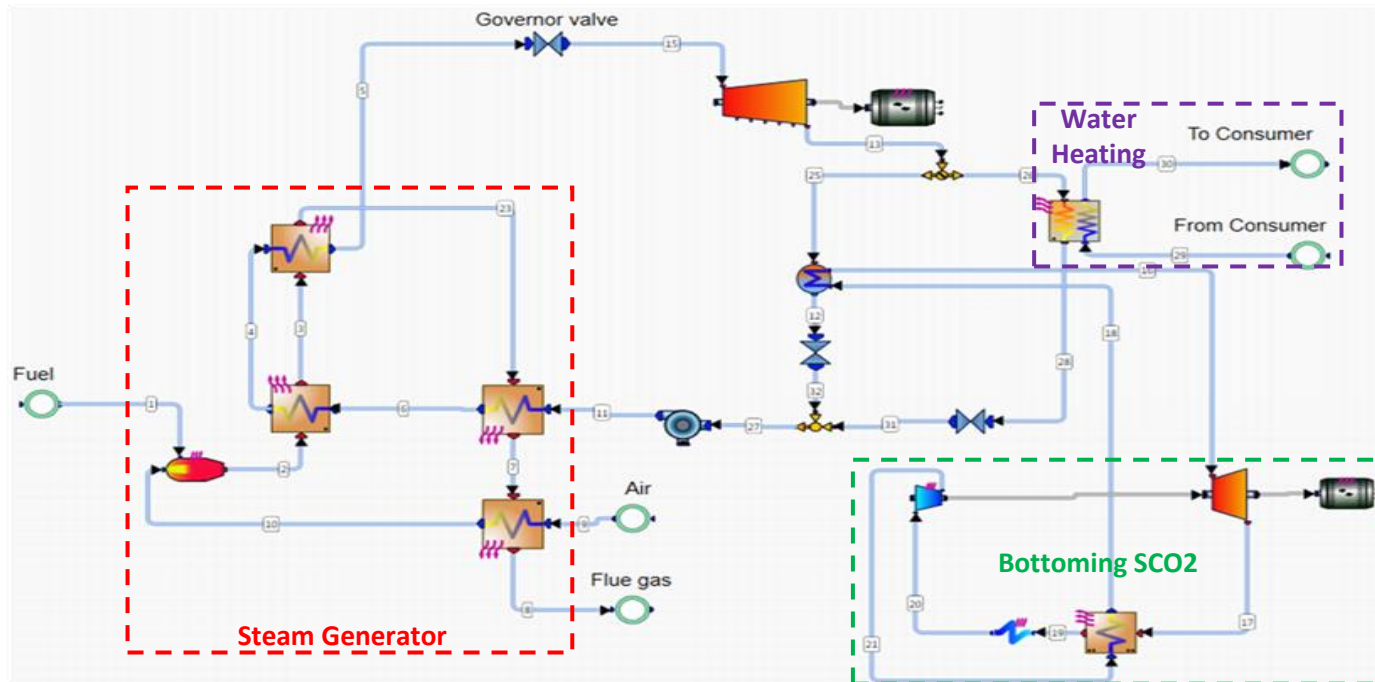 Governor valve
15
5
Water
Heating
To Consumer
30
13
25
26
23
From Consumer
29
16
12
18
4
3
28
Fuel
1
6
11
32
27
31
2
7
Air
10
9
Bottoming SCO2
Flue gas
8
20
19
17
21
Steam Generator